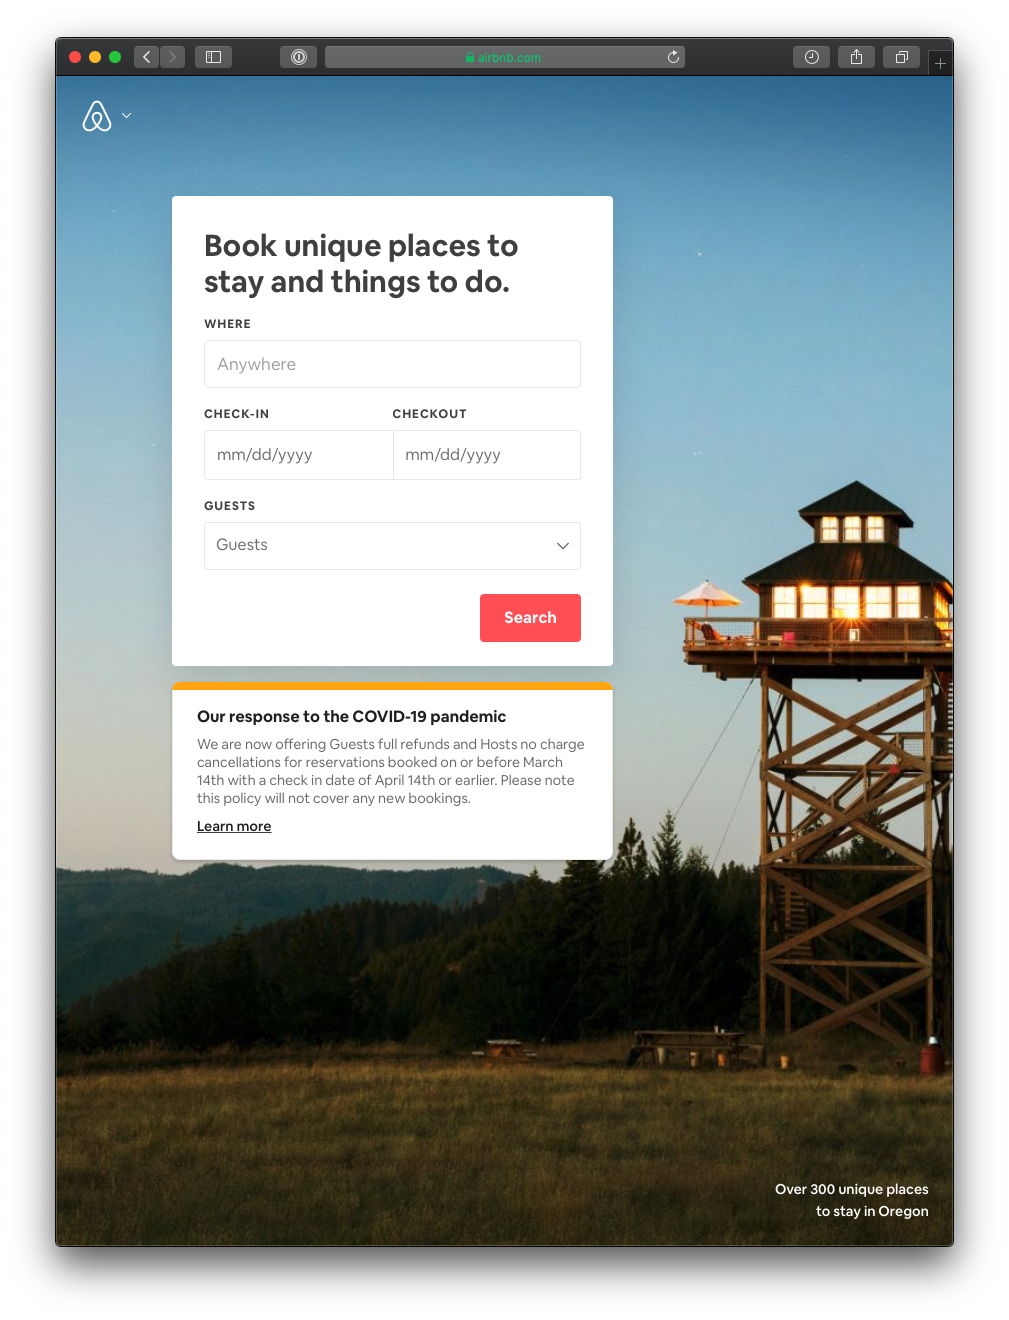 airbnb.com
Book unique places to
stay and things to do.
WHERE
Anywhere
CHECK-IN CHECKOUT
mm/dd/yyyy mm/dd/yyyy
GUESTS
Guests
Search
Our response to the COVID-19 pandemic
We are now offering Guests full refunds and Hosts no charge
cancellations for reservations booked on or before March
14th with a check in date of April 14th or earlier. Please note
this policy will not cover any new bookings.
Learn more
Over 300 unique places
to stay in Oregon